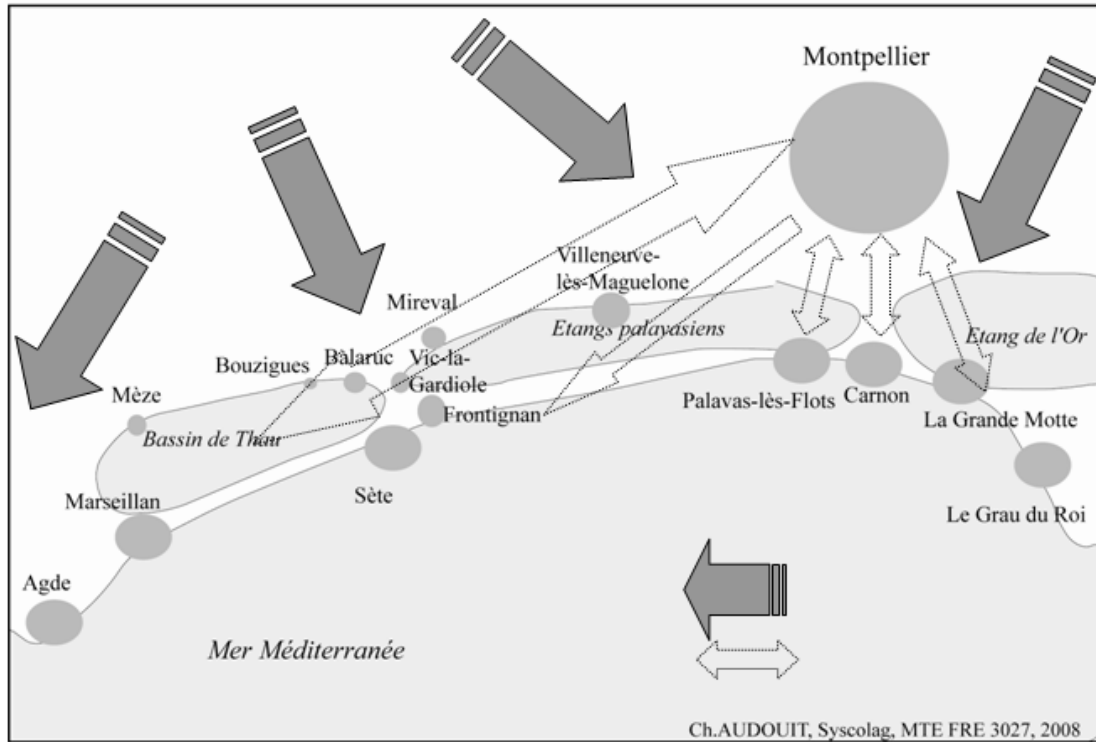 Montpellier
Villeneuve-
lès-Maguelone
Mireval
Etangs palavasiens
Etang de l'Or
Bouzigues
Balaruc
Vic-la-
Gardiole
Mèze
Frontignan
Palavas-lès-Flots
Carnon
La Grande Motte
Bassin de Thau
Marseillan
Sète
Le Grau du Roi
Agde
Mer Méditerranée
Ch.AUDOUIT, Syscolag, MTE FRE 3027, 2008